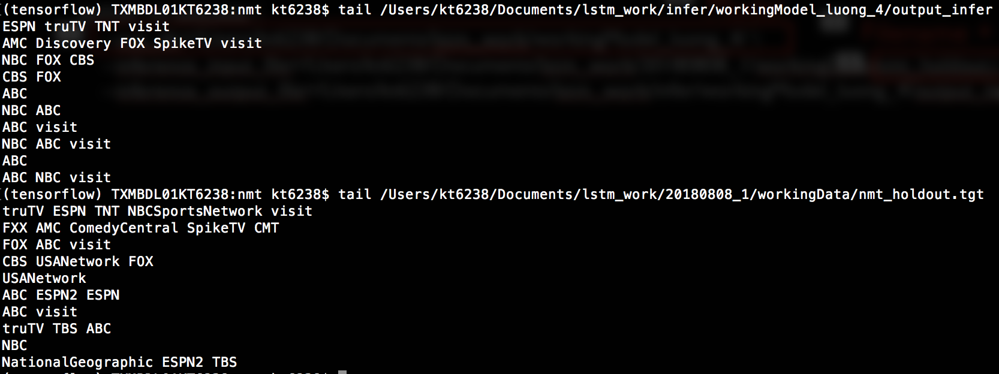 (tensorflow) TXMBDL01KT6238:nmt kt6238$ tail /Users/kt6238/Documents/lstm_work/infer/workingModel_luong_4/output_infer
ESPN truTV TNT visit
AMC Discovery FOX SpikeTV visit
NBC FOX CBS
CBS FOX
ABC
NBC ABC
ABC visit
NBC ABC visit
ABC
ABC NBC visit
(tensorflow) TXMBDL01KT6238:nmt kt6238$ tail /Users/kt6238/Documents/lstm_work/20180808_1/workingData/nmt_holdout.tgt
truTV ESPN TNT NBCSportsNetwork visit
FXX AMC ComedyCentral SpikeTV CMT
FOX ABC visit
CBS USANetwork FOX
USANetwork
ABC ESPN2 ESPN
ABC visit
truTV TBS ABC
NBC
NationalGeographic ESPN2 TBS